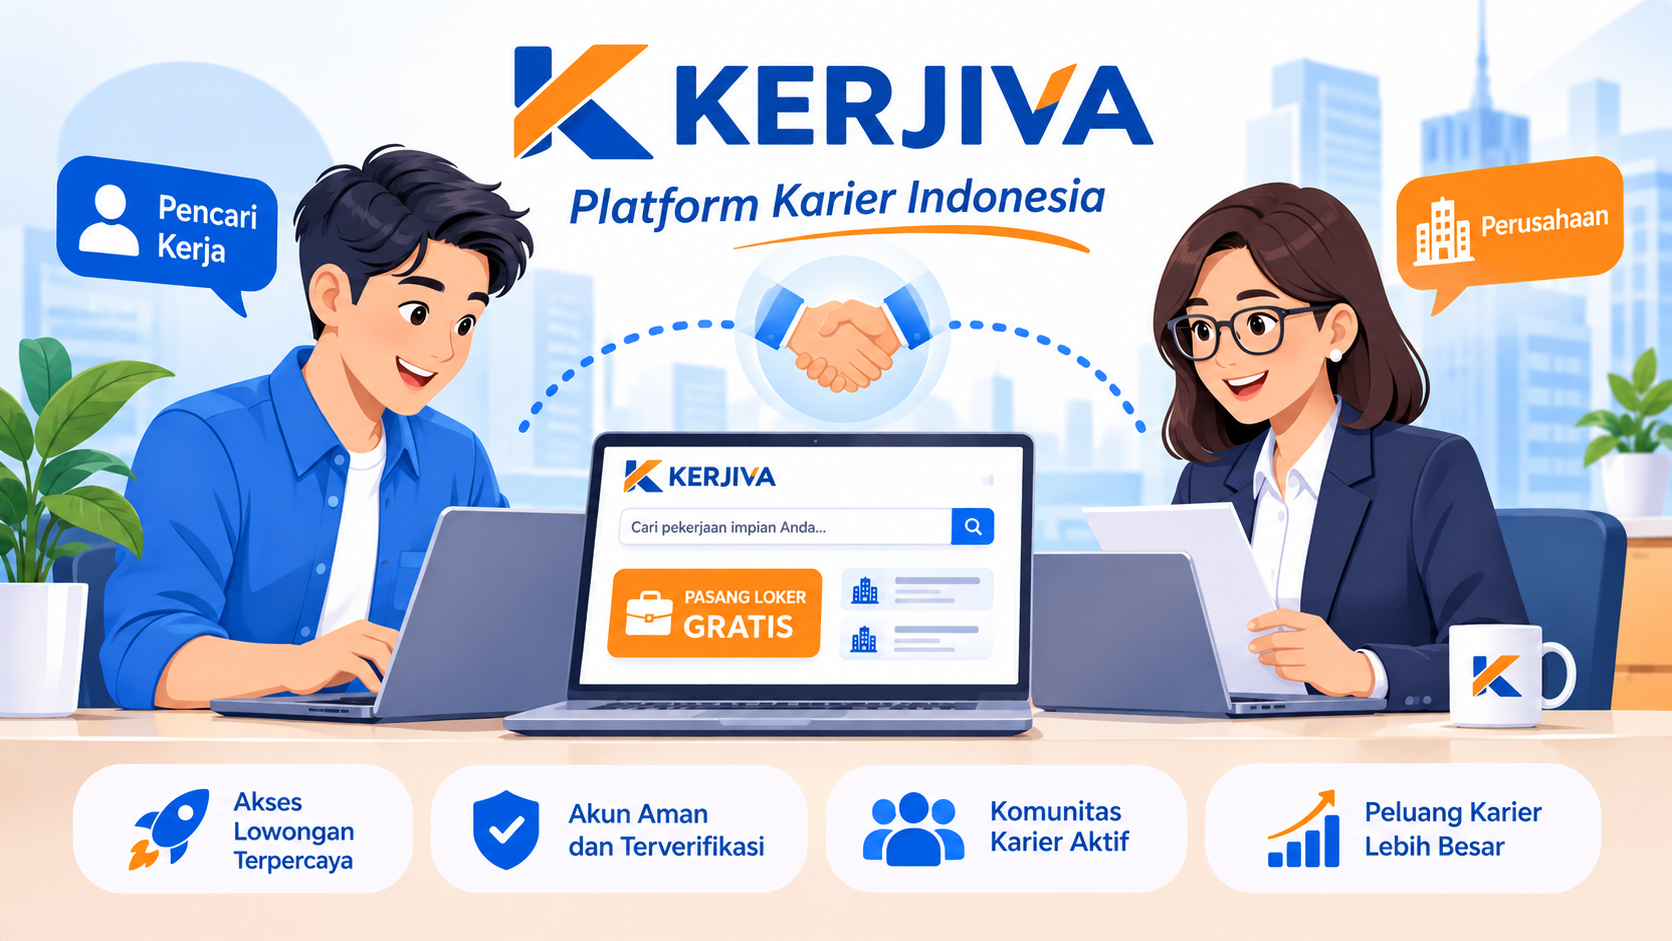 KERJIVA
Platform Karier Indonesia
Pencari
Kerja
Perusahaan
KERJIVA
Cari pekerjaan impian Anda...
PASANG LOKER
GRATIS
Akses
Lowongan
Terpercaya
Akun Aman
dan Terverifikasi
Komunitas
Karier Aktif
Peluang Karier
Lebih Besar